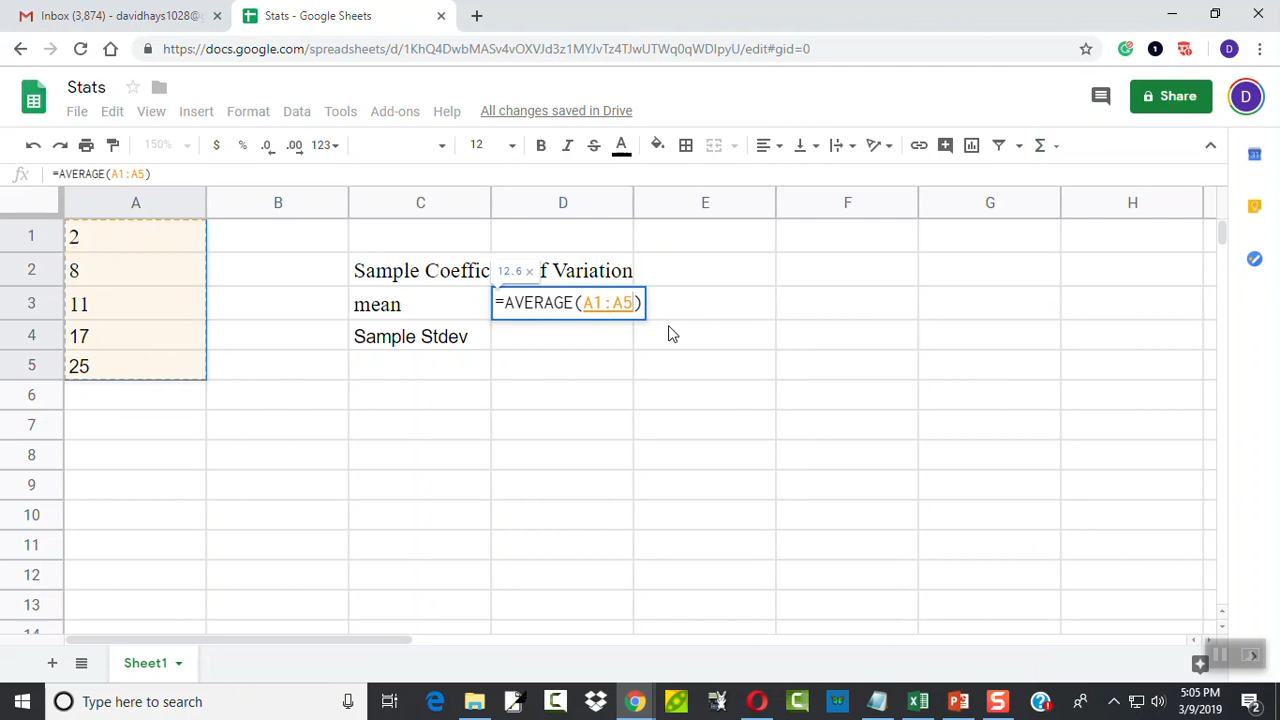 Inbox (3,874) - davidhays1028@g
Stats - Google Sheets
https://docs.google.com/spreadsheets/d/1KhQ4DwbMASv4vOXVJd3z1MYJvTz4TJwUTWq0qWDIpyU/edit#gid=0
Stats
File Edit View Insert Format Data Tools Add-ons Help All changes saved in Drive
Share
D
150% $ % .0 .00 123 12 B I S A Σ
fx =AVERAGE(A1:A5)
A B C D E F G H
1 2
2 8 Sample Coeffic 12.6 × f Variation
3 11 mean =AVERAGE(A1:A5)
4 17 Sample Stdev
5 25
6
7
8
9
10
11
12
13
14
Sheet1
Type here to search
5:05 PM
3/9/2019